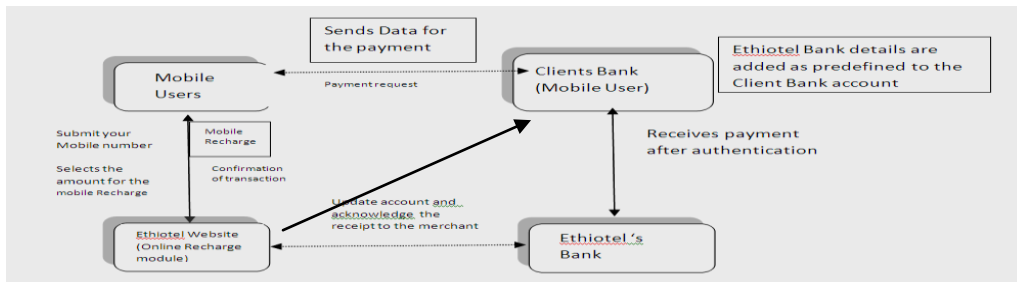 Sends Data for
the payment
Mobile
Users
Payment request
Clients Bank
(Mobile User)
Ethiotel Bank details are
added as predefined to the
Client Bank account
Submit your
Mobile number
Mobile
Recharge
Selects the
amount for the
mobile Recharge
Confirmation
of transaction
Receives payment
after authentication
Update account and
acknowledge the
receipt to the merchant
Ethiotel Website
(Online Recharge
module)
Ethiotel ‘s
Bank